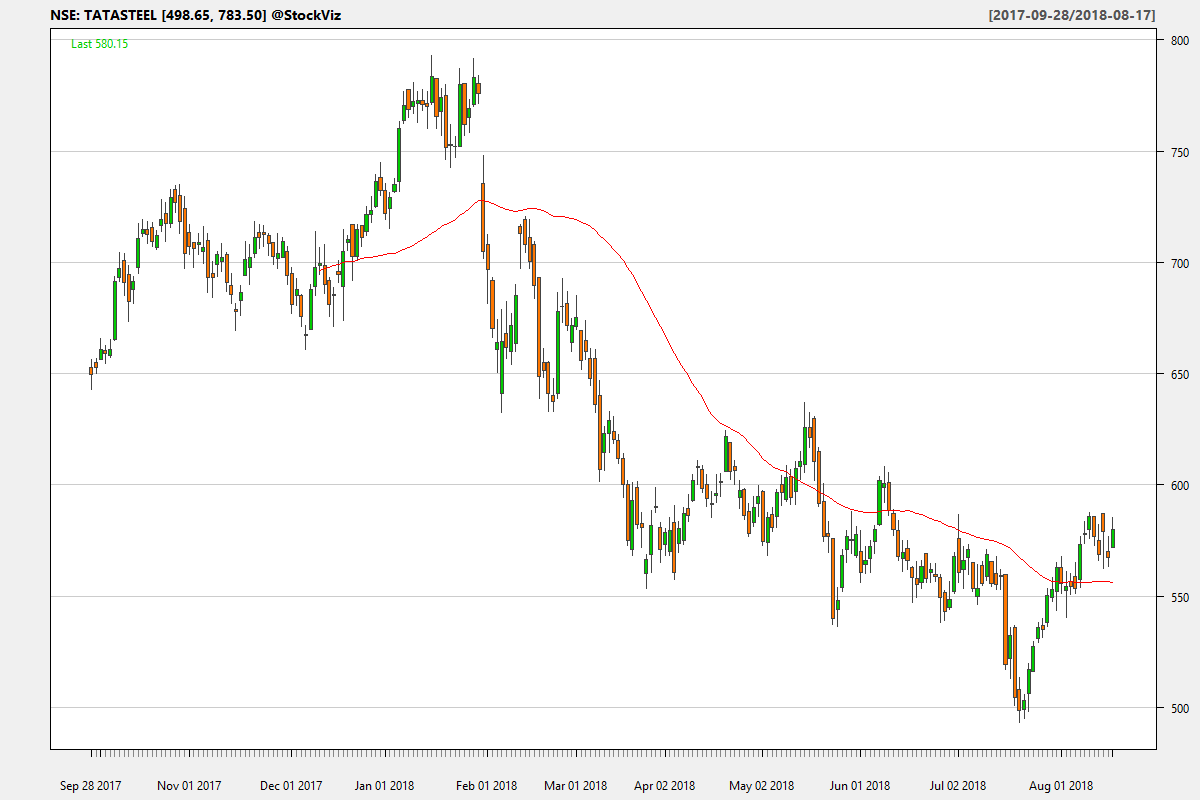 NSE: TATASTEEL [498.65, 783.50] @StockViz
[2017-09-28/2018-08-17]
Last 580.15
800
750
700
650
600
550
500
Sep 28 2017
Nov 01 2017
Dec 01 2017
Jan 01 2018
Feb 01 2018
Mar 01 2018
Apr 02 2018
May 02 2018
Jun 01 2018
Jul 02 2018
Aug 01 2018